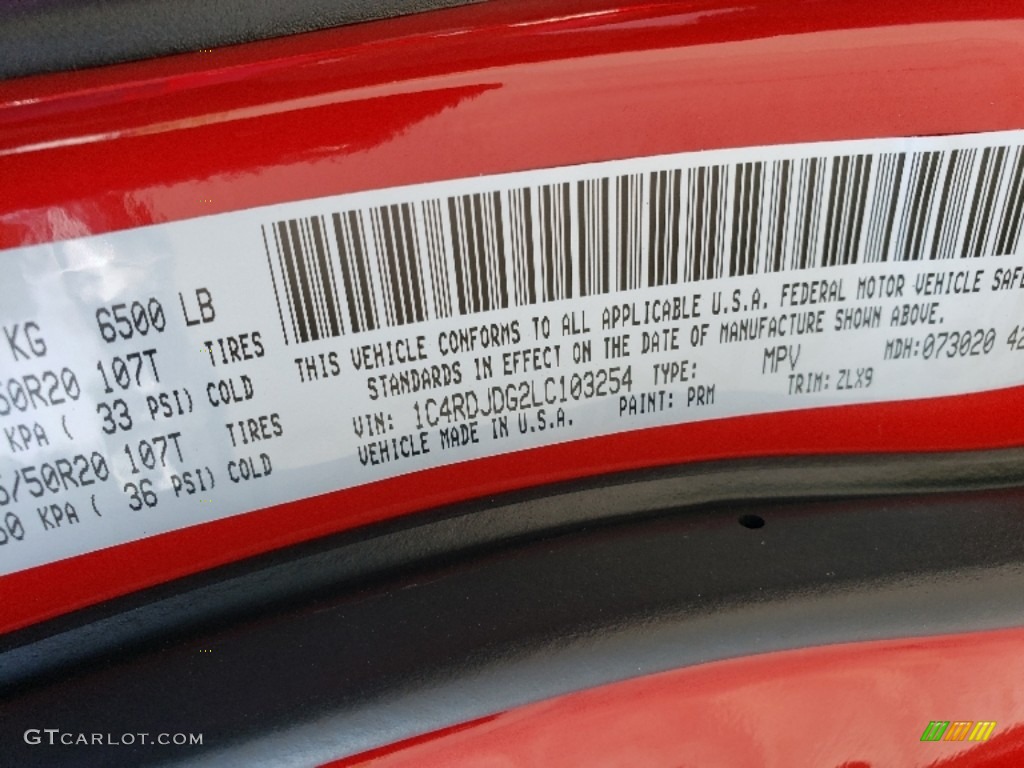 KG 6500 LB
50R20 107T TIRES
KPA ( 33 PSI) COLD
/50R20 107T TIRES
KPA ( 36 PSI) COLD
THIS VEHICLE CONFORMS TO ALL APPLICABLE U.S.A. FEDERAL MOTOR VEHICLE SAFE
STANDARDS IN EFFECT ON THE DATE OF MANUFACTURE SHOWN ABOVE.
VIN: 1C4RDJDG2LC103254 TYPE: MPV MDH:073020 42
VEHICLE MADE IN U.S.A. PAINT: PRM TRIM: ZLX9
GTCARLOT.COM